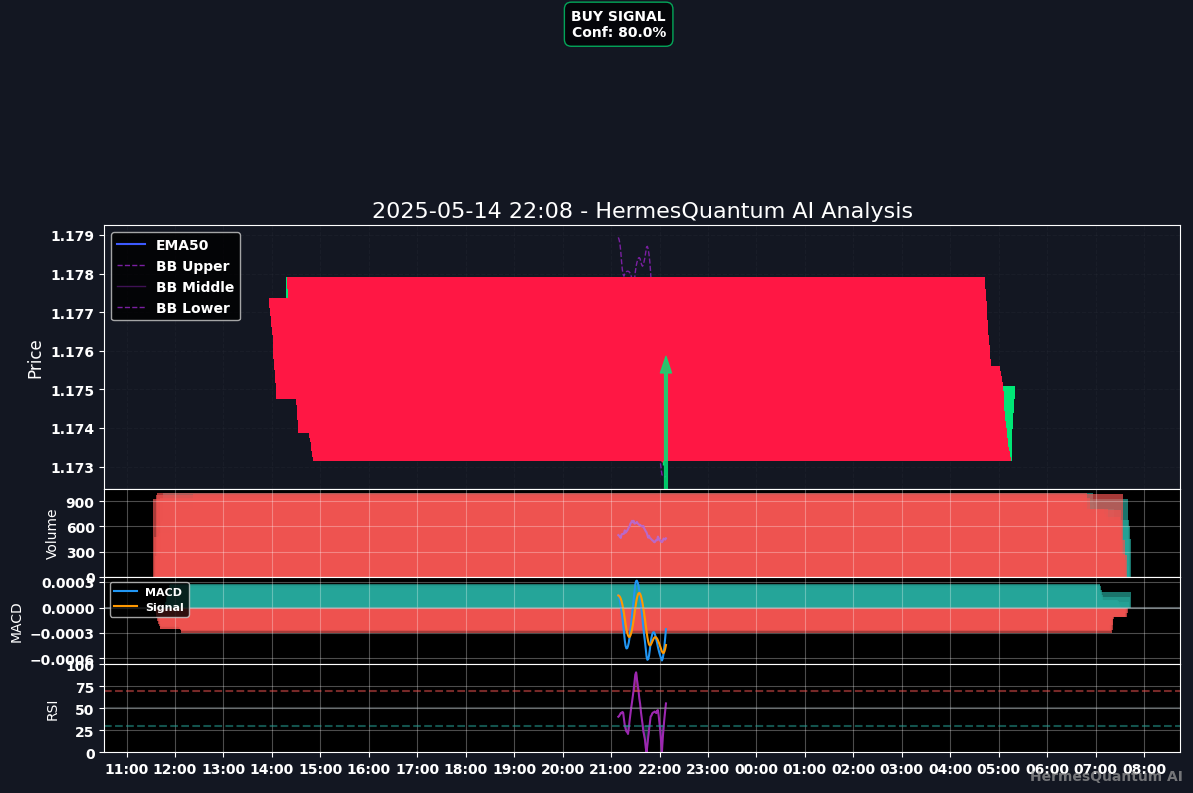 BUY SIGNAL
Conf: 80.0%
2025-05-14 22:08 - HermesQuantum AI Analysis
EMA50
BB Upper
BB Middle
BB Lower
Price
1.179
1.178
1.177
1.176
1.175
1.174
1.173
Volume
900
600
300
0
MACD
MACD
Signal
0.0003
0.0000
−0.0003
−0.0006
RSI
100
75
50
25
0
11:00 12:00 13:00 14:00 15:00 16:00 17:00 18:00 19:00 20:00 21:00 22:00 23:00 00:00 01:00 02:00 03:00 04:00 05:00 06:00 07:00 08:00
HermesQuantum AI